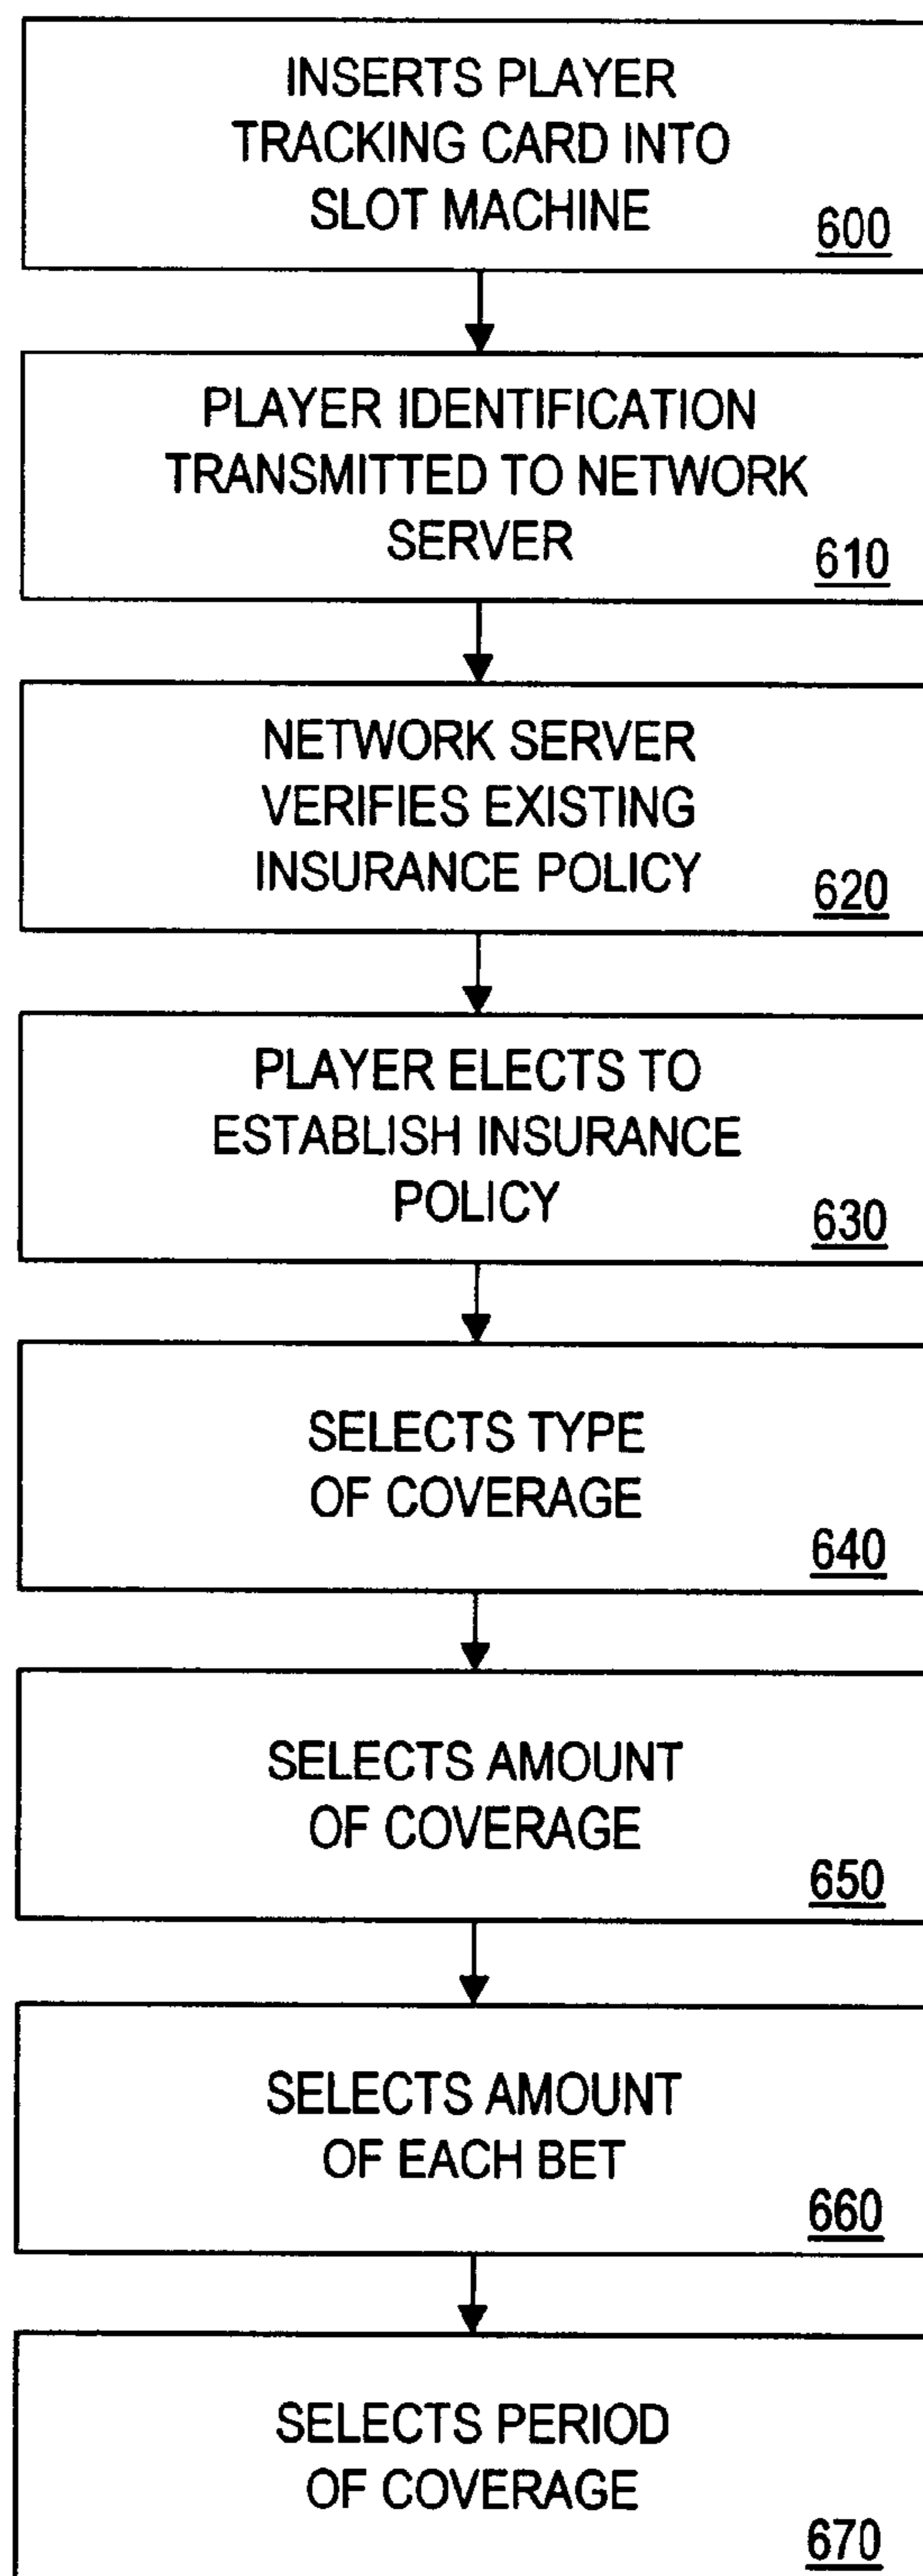 INSERTS PLAYER
TRACKING CARD INTO
SLOT MACHINE
600
PLAYER IDENTIFICATION
TRANSMITTED TO NETWORK
SERVER
610
NETWORK SERVER
VERIFIES EXISTING
INSURANCE POLICY
620
PLAYER ELECTS TO
ESTABLISH INSURANCE
POLICY
630
SELECTS TYPE
OF COVERAGE
640
SELECTS AMOUNT
OF COVERAGE
650
SELECTS AMOUNT
OF EACH BET
660
SELECTS PERIOD
OF COVERAGE
670